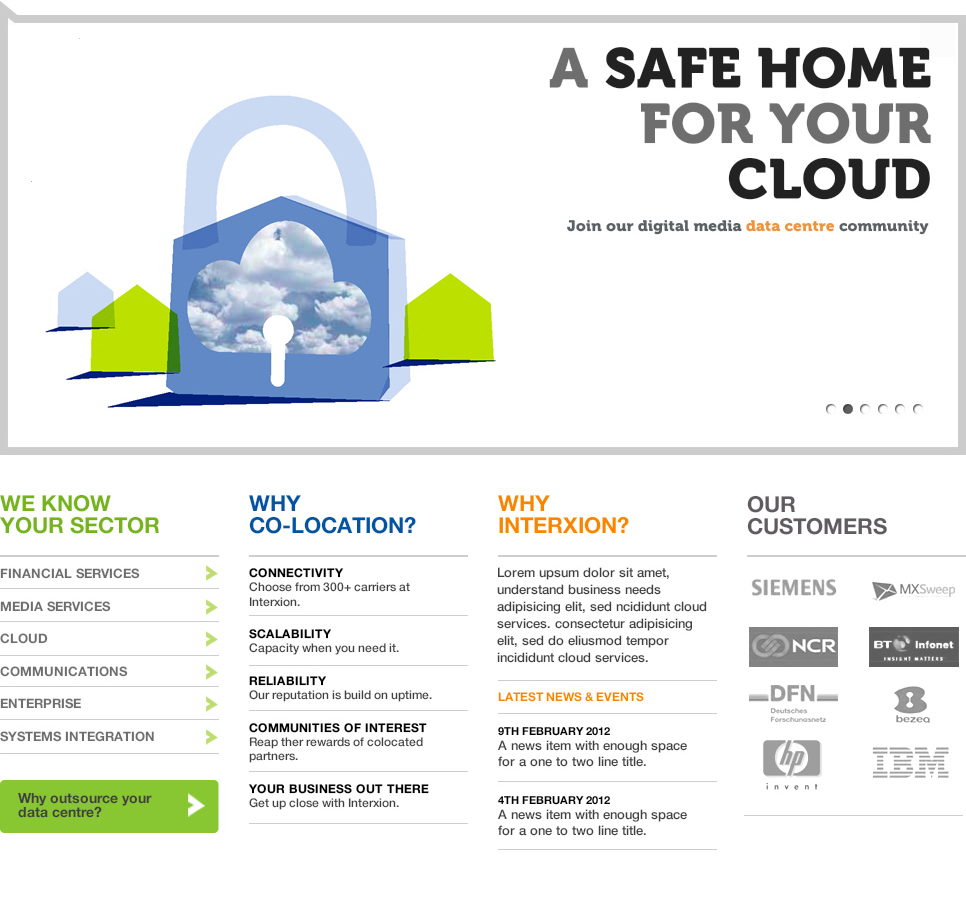 A SAFE HOME
FOR YOUR
CLOUD
Join our digital media data centre community
WE KNOW
YOUR SECTOR
FINANCIAL SERVICES
MEDIA SERVICES
CLOUD
COMMUNICATIONS
ENTERPRISE
SYSTEMS INTEGRATION
Why outsource your
data centre?
WHY
CO-LOCATION?
CONNECTIVITY
Choose from 300+ carriers at
Interxion.
SCALABILITY
Capacity when you need it.
RELIABILITY
Our reputation is build on uptime.
COMMUNITIES OF INTEREST
Reap ther rewards of colocated
partners.
YOUR BUSINESS OUT THERE
Get up close with Interxion.
WHY
INTERXION?
Lorem upsum dolor sit amet,
understand business needs
adipisicing elit, sed ncididunt cloud
services. consectetur adipisicing
elit, sed do eliusmod tempor
incididunt cloud services.
LATEST NEWS & EVENTS
9TH FEBRUARY 2012
A news item with enough space
for a one to two line title.
4TH FEBRUARY 2012
A news item with enough space
for a one to two line title.
OUR
CUSTOMERS
SIEMENS
MXSweep
NCR
BT Infonet
INSIGHT MATTERS
DFN
Deutsches
Forschungsnetz
bezeq
hp
invent
IBM